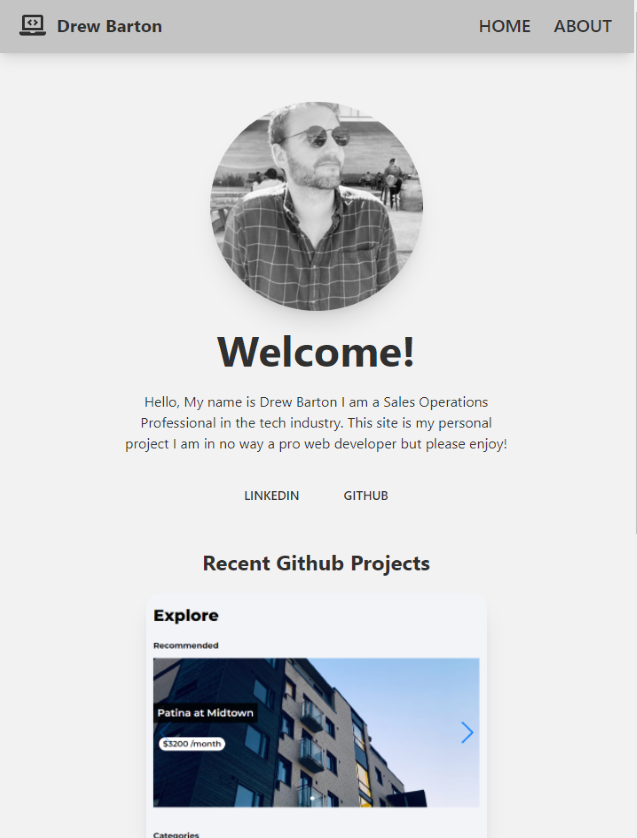 Drew Barton
HOME
ABOUT
Welcome!
Hello, My name is Drew Barton I am a Sales Operations
Professional in the tech industry. This site is my personal
project I am in no way a pro web developer but please enjoy!
LINKEDIN
GITHUB
Recent Github Projects
Explore
Recommended
Patina at Midtown
$3200 /month
Categories